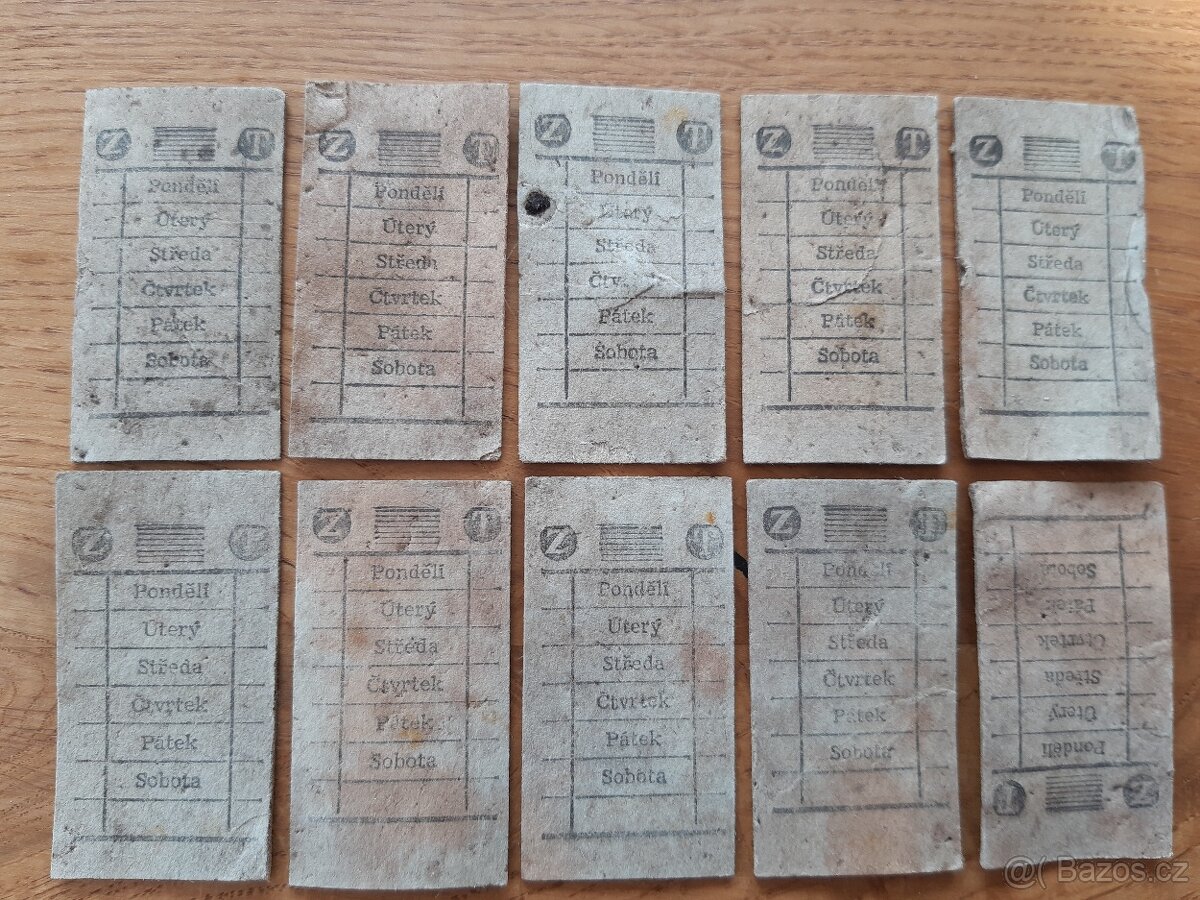 Z T
Pondělí
Úterý
Středa
Čtvrtek
Pátek
Sobota
Z T
Pondělí
Úterý
Středa
Čtvrtek
Pátek
Sobota
Z T
Pondělí
Úterý
Středa
Pátek
Sobota
Z T
Pondělí
Úterý
Středa
Čtvrtek
Pátek
Sobota
Z T
Pondělí
Úterý
Středa
Čtvrtek
Pátek
Sobota
Z T
Pondělí
Úterý
Středa
Čtvrtek
Pátek
Sobota
Z T
Pondělí
Úterý
Středa
Čtvrtek
Pátek
Sobota
Z T
Pondělí
Úterý
Středa
Čtvrtek
Pátek
Sobota
Z T
Pondělí
Úterý
Středa
Čtvrtek
Pátek
Sobota
Z T
Pondělí
Úterý
Středa
Čtvrtek
Pátek
Sobota
@( Bazos.cz